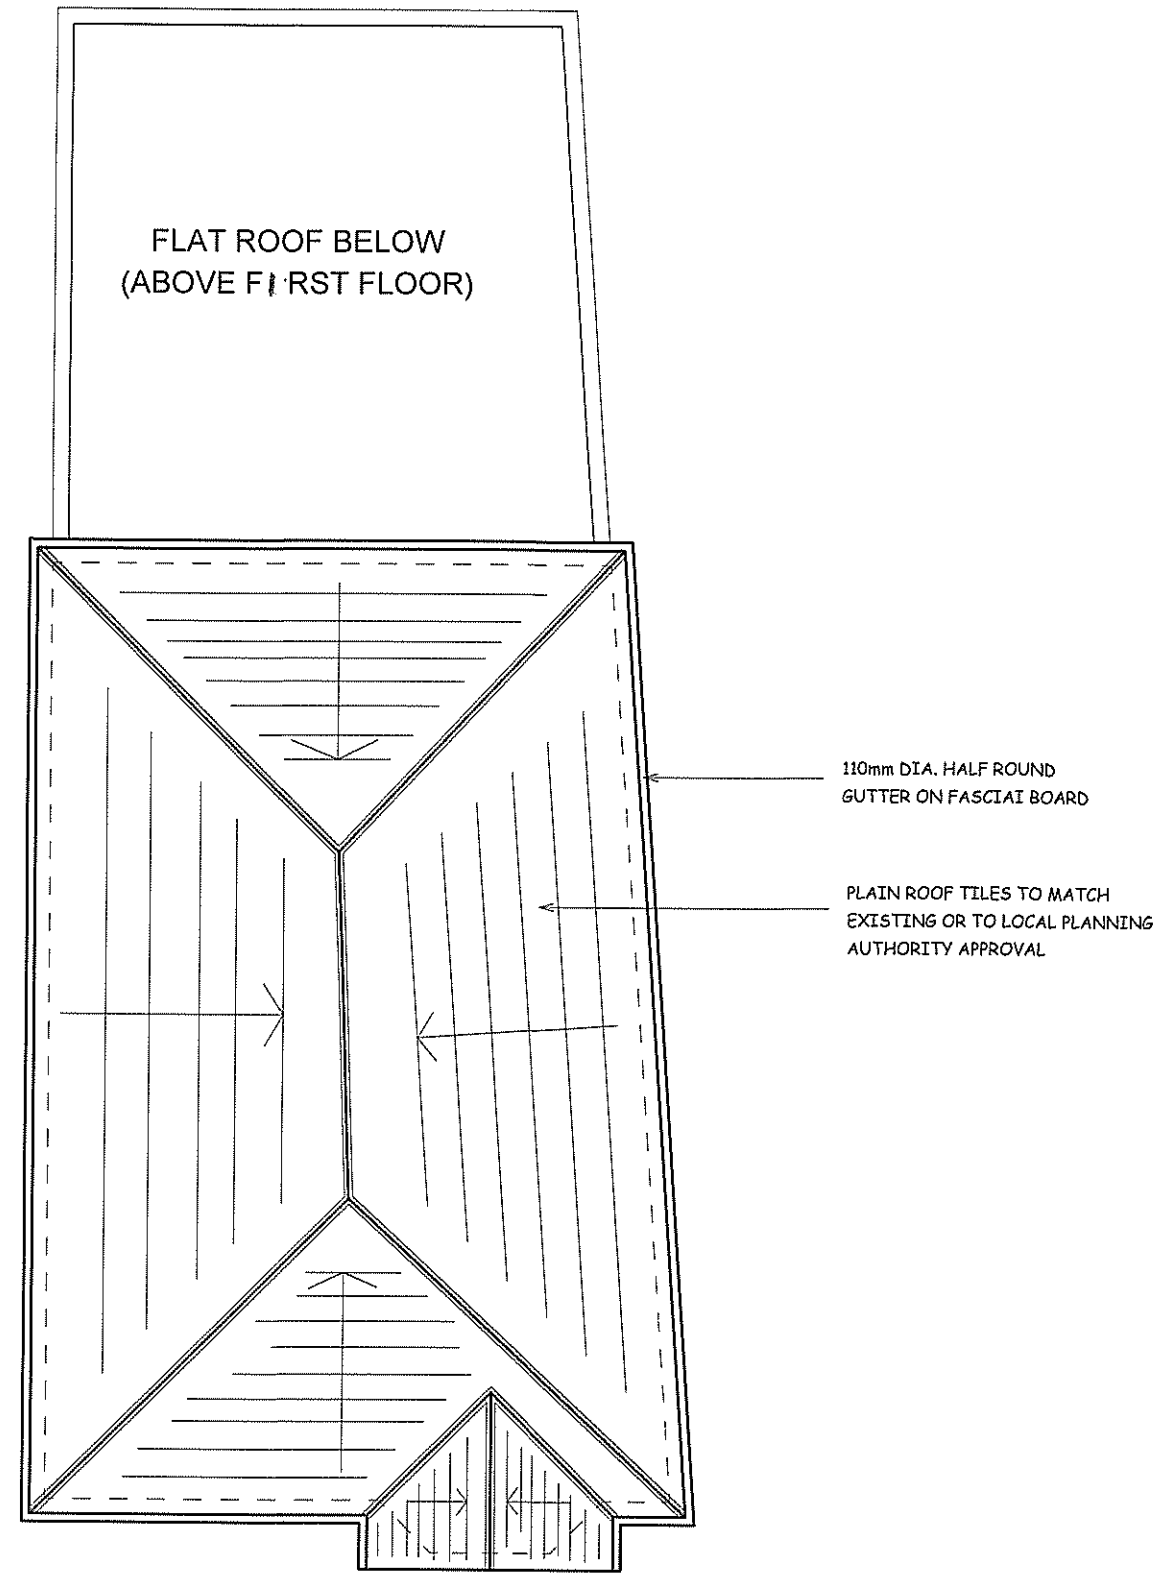 FLAT ROOF BELOW
(ABOVE FIRST FLOOR)
110mm DIA. HALF ROUND
GUTTER ON FASCIAI BOARD
PLAIN ROOF TILES TO MATCH
EXISTING OR TO LOCAL PLANNING
AUTHORITY APPROVAL